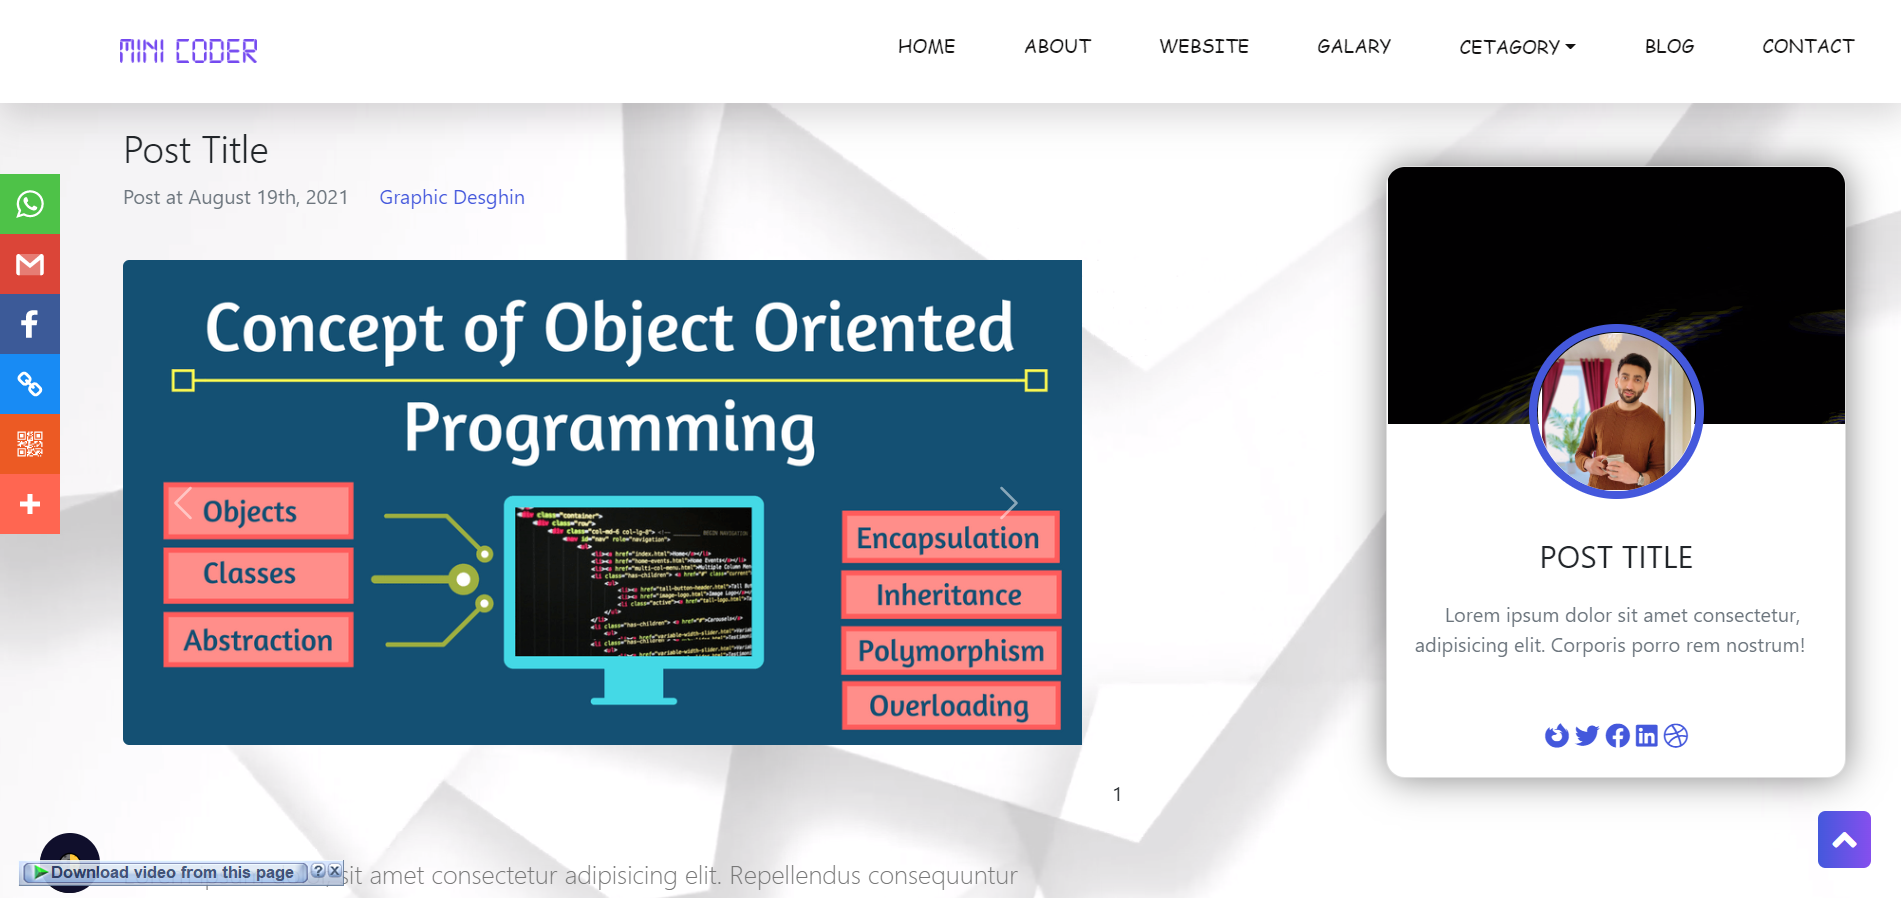 MINI CODER
HOME
ABOUT
WEBSITE
GALARY
CETAGORY
BLOG
CONTACT
Post Title
Post at August 19th, 2021
Graphic Desghin
Concept of Object Oriented
Programming
Objects
Classes
Abstraction
Encapsulation
Inheritance
Polymorphism
Overloading
POST TITLE
Lorem ipsum dolor sit amet consectetur,
adipisicing elit. Corporis porro rem nostrum!
1
Download video from this page ? X
sit amet consectetur adipisicing elit. Repellendus consequuntur